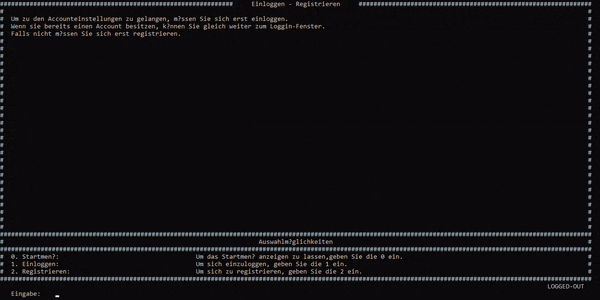 Einloggen - Registrieren
Um zu den Accounteinstellungen zu gelangen, m?ssen Sie sich erst einloggen.
Wenn sie bereits einen Account besitzen, k?nnen Sie gleich weiter zum Loggin-Fenster.
Falls nicht m?ssen Sie sich erst registrieren.
Auswahlm?glichkeiten
0. Startmen?: Um das Startmen? anzeigen zu lassen,geben Sie die 0 ein.
1. Einloggen: Um sich einzuloggen, geben Sie die 1 ein.
2. Registrieren: Um sich zu registrieren, geben Sie die 2 ein.
LOGGED-OUT
Eingabe: